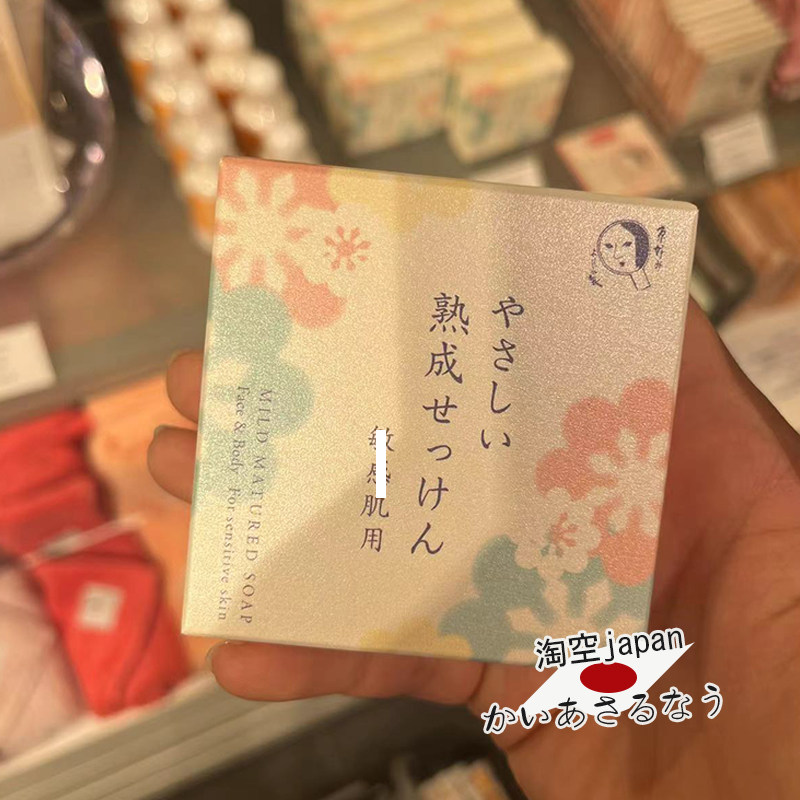 やさしい
熟成せっけん
敏感肌用
MILD MATURED SOAP
Face & Body For sensitive skin
淘空japan
かいあさるなう